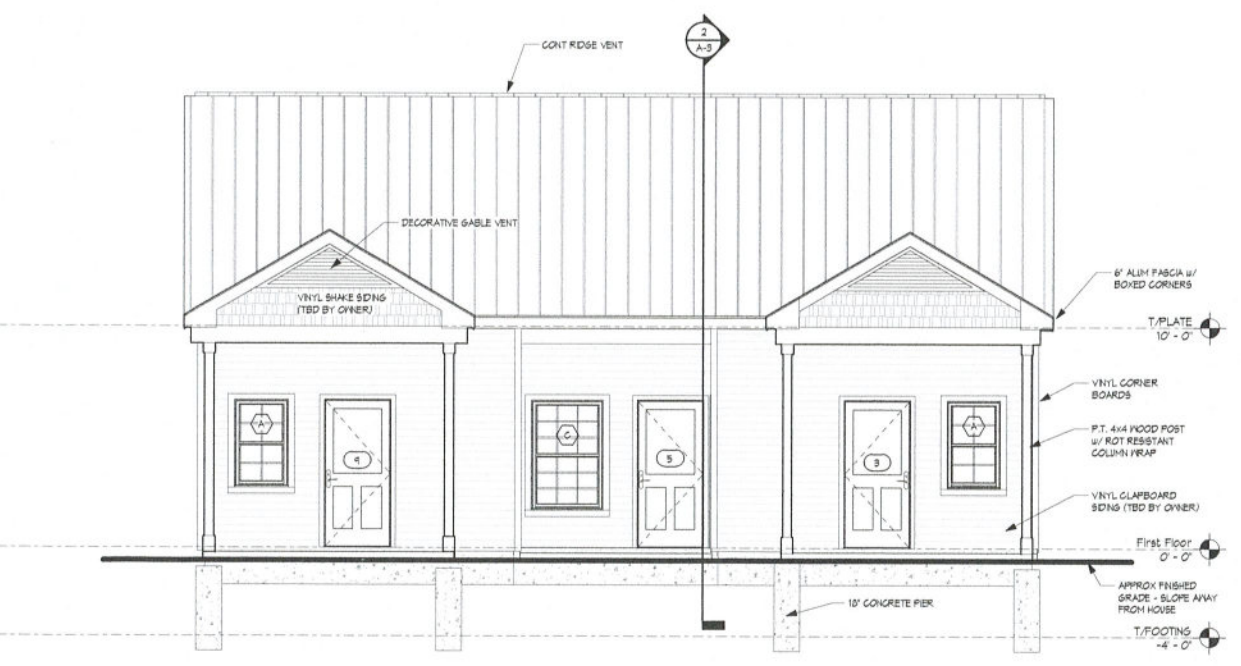 2
A-5
CONT RIDGE VENT
DECORATIVE GABLE VENT
VINYL SHAKE SIDING
(TBD BY OWNER)
6" ALUM FASCIA w/
BOXED CORNERS
T/PLATE
10' - 0"
VINYL CORNER
BOARDS
A
C
A
P.T. 4x4 WOOD POST
w/ ROT RESISTANT
COLUMN WRAP
9
5
3
VINYL CLAPBOARD
SIDING (TBD BY OWNER)
First Floor
0' - 0"
APPROX FINISHED
GRADE - SLOPE AWAY
FROM HOUSE
18" CONCRETE PIER
T/FOOTING
-4' - 0"